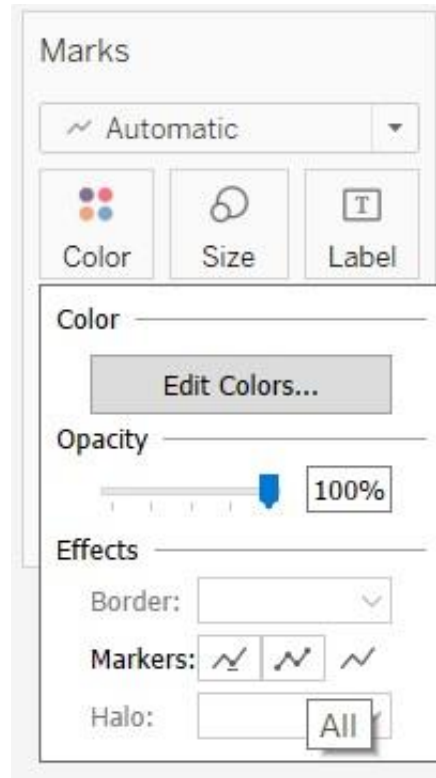 Marks
Automatic
Color Size Label
Color
Edit Colors...
Opacity
100%
Effects
Border:
Markers:
Halo:
All